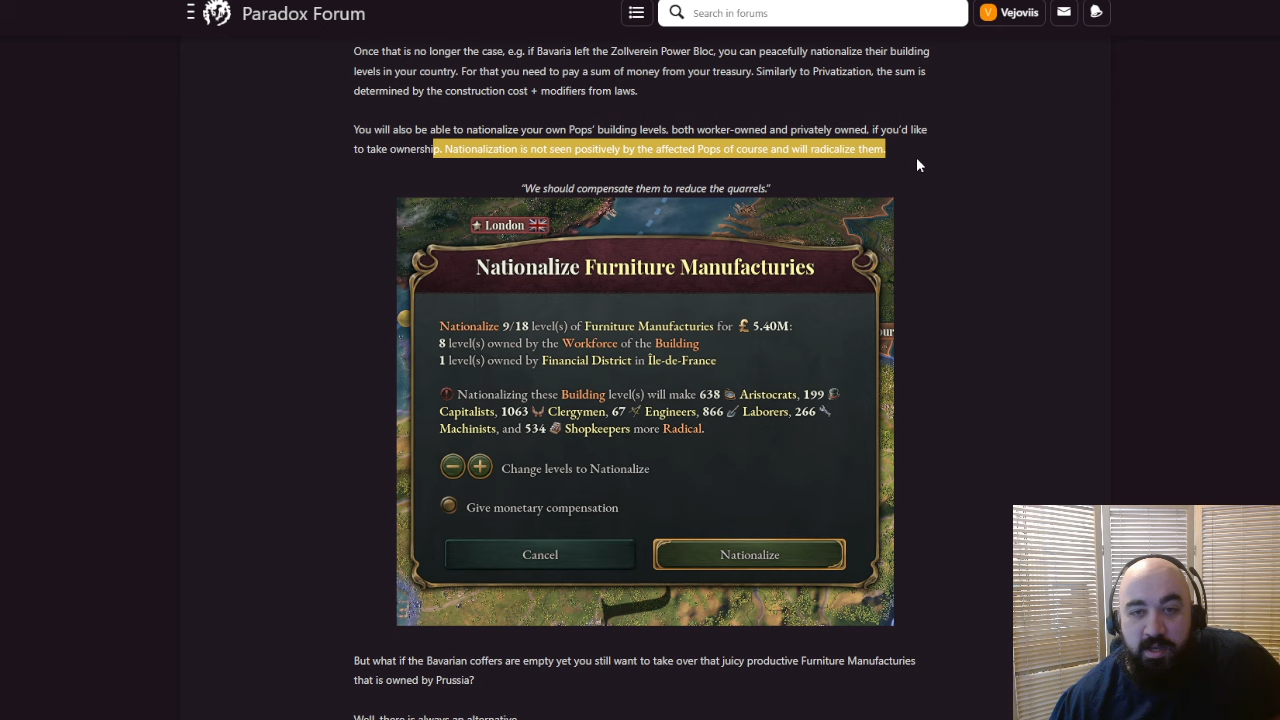 Paradox Forum
Search in forums
V Vejoviis
Once that is no longer the case, e.g. if Bavaria left the Zollverein Power Bloc, you can peacefully nationalize their building
levels in your country. For that you need to pay a sum of money from your treasury. Similarly to Privatization, the sum is
determined by the construction cost + modifiers from laws.
You will also be able to nationalize your own Pops' building levels, both worker-owned and privately owned, if you'd like
to take ownership. Nationalization is not seen positively by the affected Pops of course and will radicalize them.
"We should compensate them to reduce the quarrels."
London
Nationalize Furniture Manufacturies
Nationalize 9/18 level(s) of Furniture Manufacturies for £ 5.40M:
8 level(s) owned by the Workforce of the Building
1 level(s) owned by Financial District in Île-de-France
Nationalizing these Building level(s) will make 638 Aristocrats, 199
Capitalists, 1063 Clergymen, 67 Engineers, 866 Laborers, 266
Machinists, and 534 Shopkeepers more Radical.
Change levels to Nationalize
Give monetary compensation
Cancel
Nationalize
But what if the Bavarian coffers are empty yet you still want to take over that juicy productive Furniture Manufacturies
that is owned by Prussia?
Well, there is always an alternative